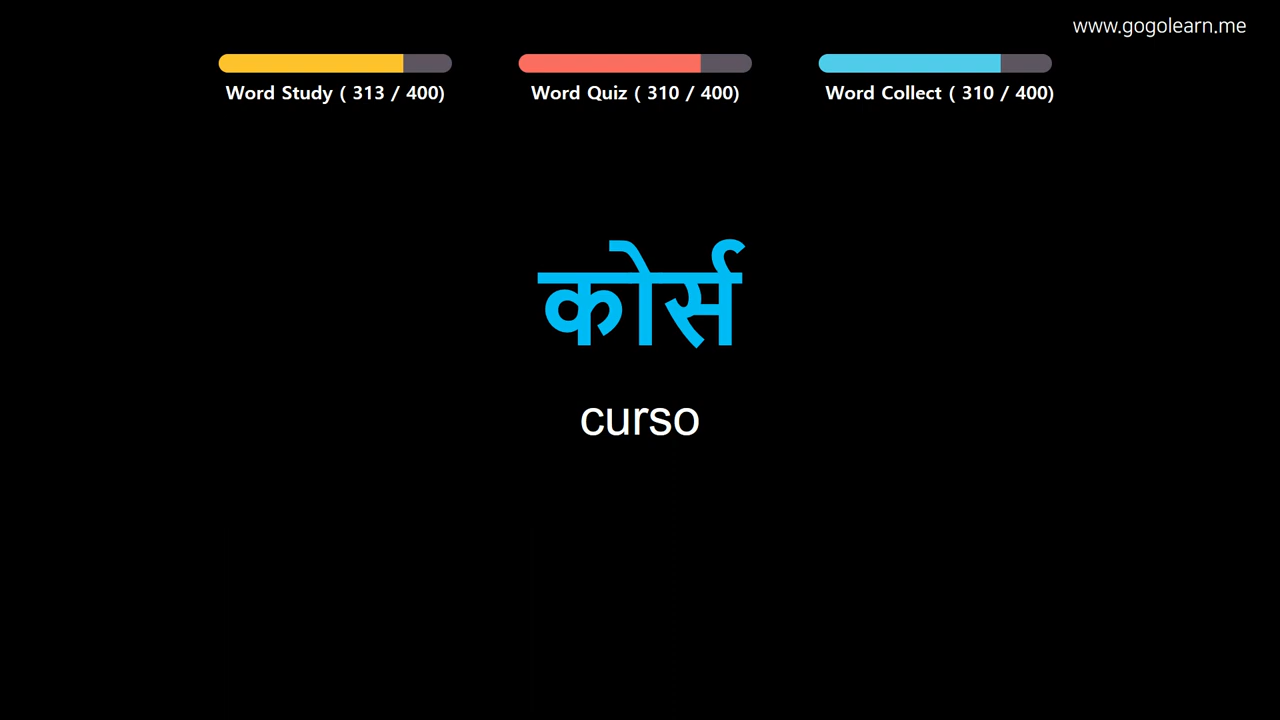 www.gogolearn.me
Word Study ( 313 / 400)
Word Quiz ( 310 / 400)
Word Collect ( 310 / 400)
कोर्स
curso